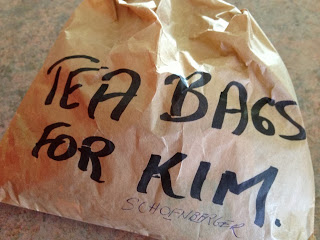 TEA BAGS
FOR KIM.
SCHOENBERGER